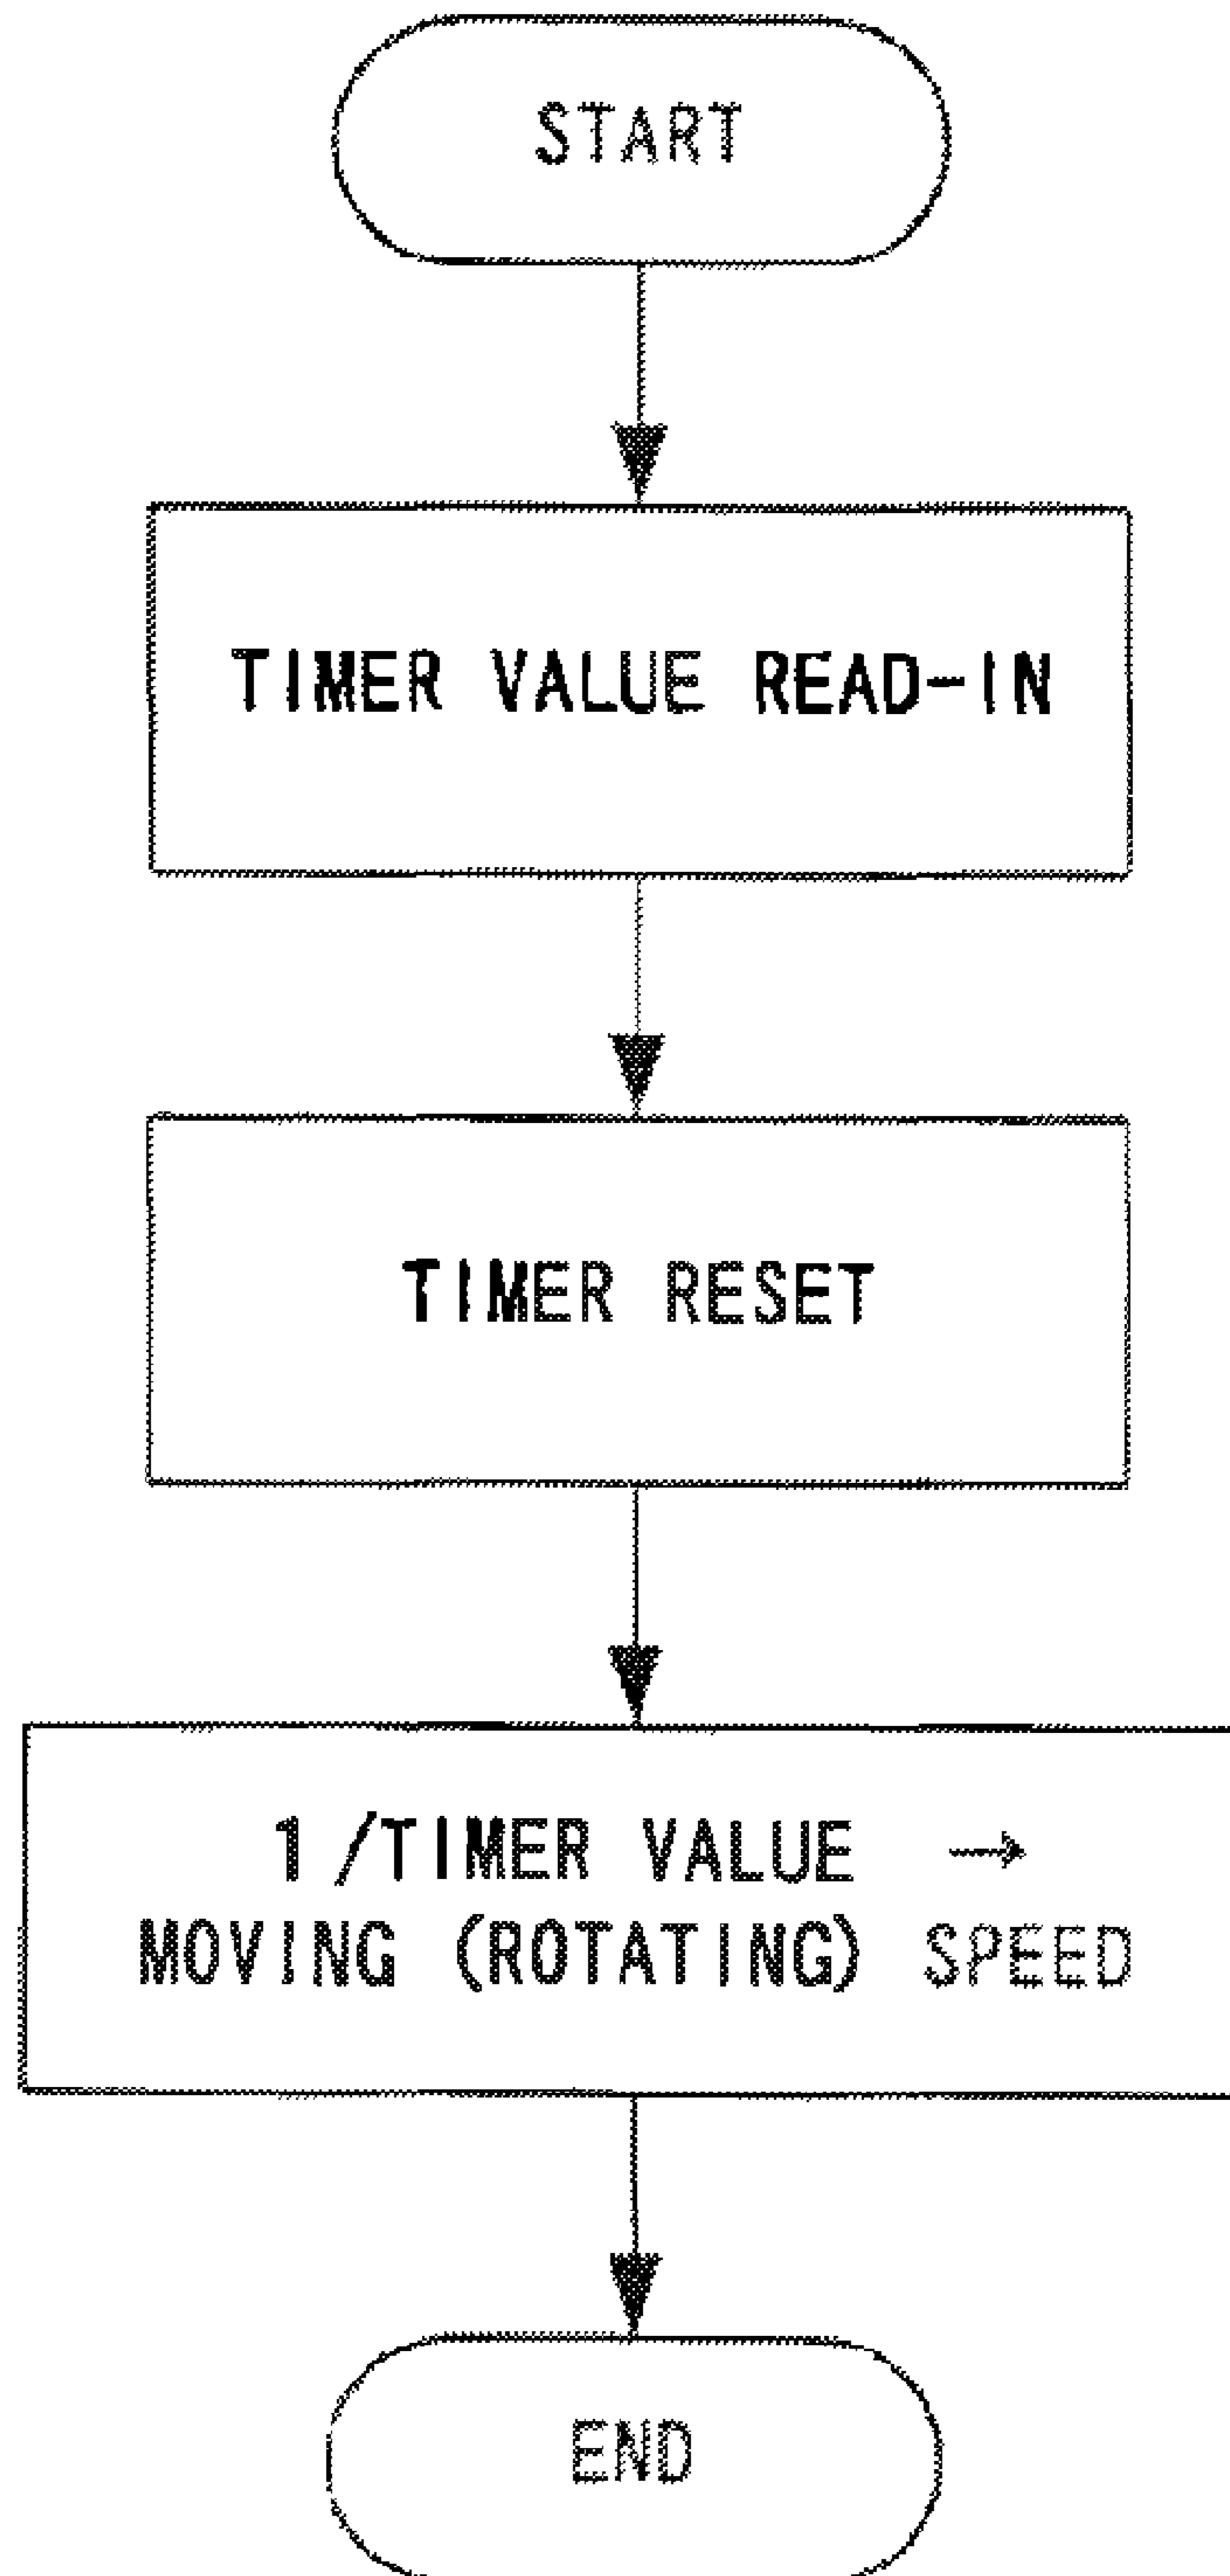 START
TIMER VALUE READ-IN
TIMER RESET
1/TIMER VALUE →
MOVING (ROTATING) SPEED
END